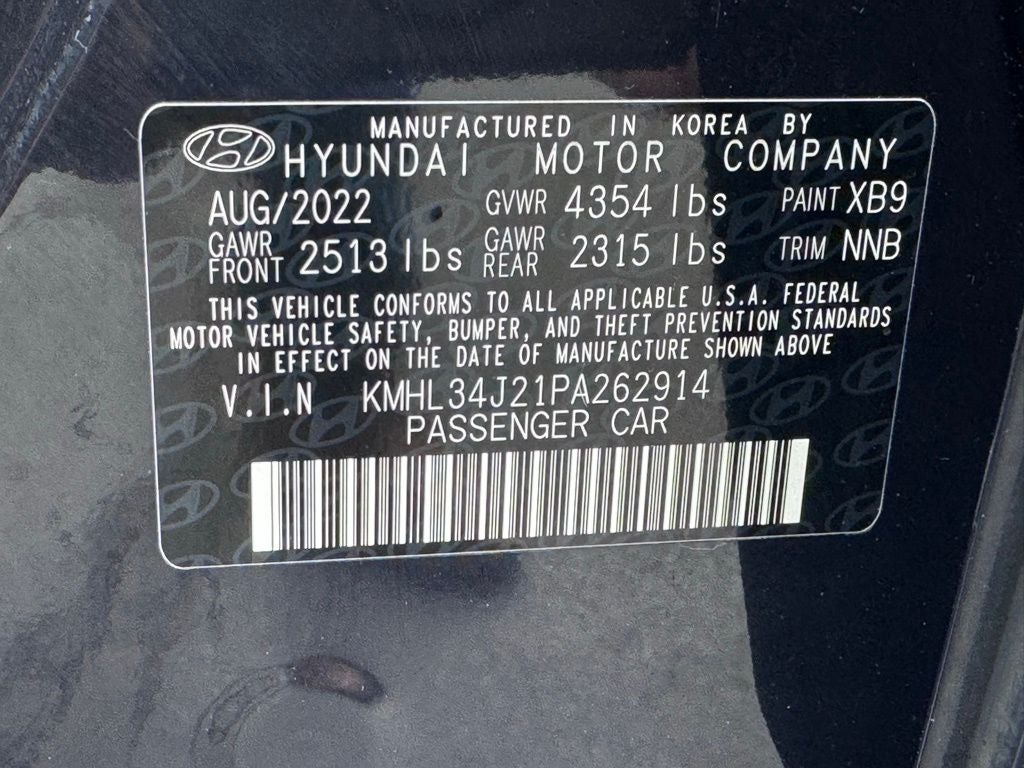 MANUFACTURED IN KOREA BY
HYUNDAI MOTOR COMPANY
AUG/2022 GVWR 4354 lbs PAINT XB9
GAWR FRONT 2513 lbs GAWR REAR 2315 lbs TRIM NNB
THIS VEHICLE CONFORMS TO ALL APPLICABLE U.S.A. FEDERAL
MOTOR VEHICLE SAFETY, BUMPER, AND THEFT PREVENTION STANDARDS
IN EFFECT ON THE DATE OF MANUFACTURE SHOWN ABOVE
V.I.N KMHL34J21PA262914
PASSENGER CAR